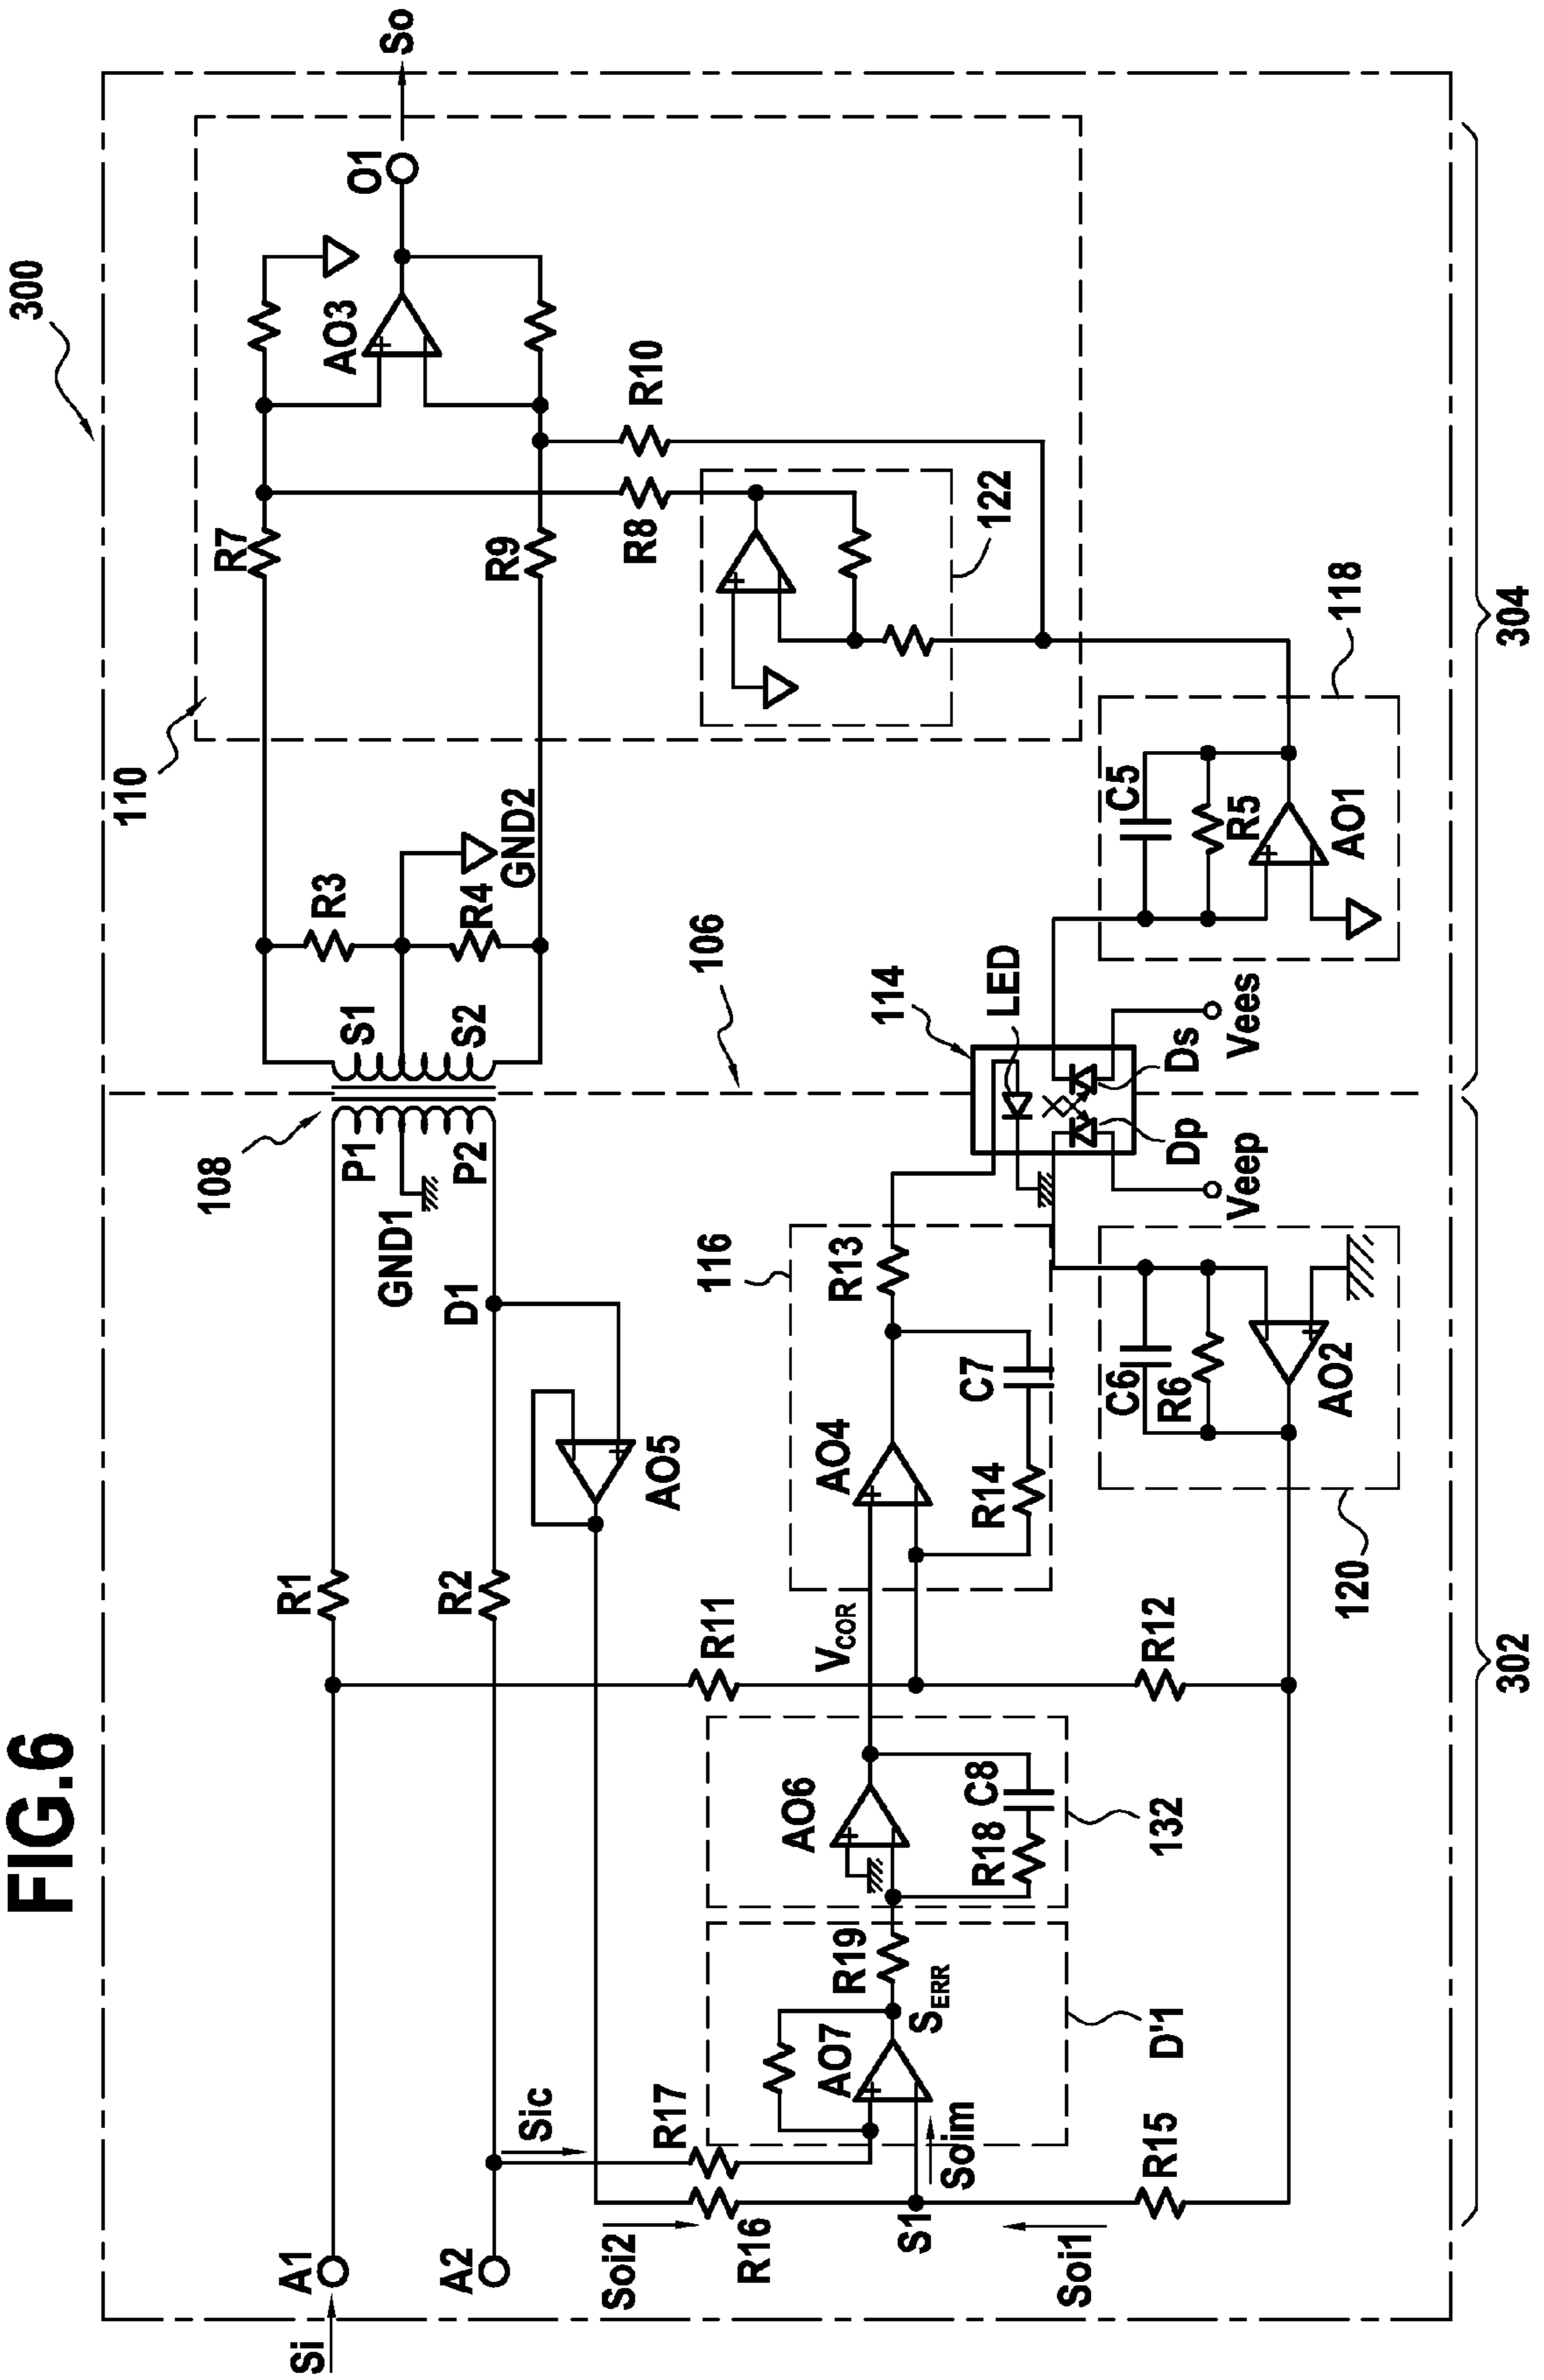 FIG.6
300
Si
A1
R1
P1
S1
R3
R7
AO3
O1
So
110
108
GND1
GND2
A2
R2
D1
P2
S2
R4
R9
R10
R8
122
AO5
106
Sic
Soi2
R16
R17
R11
AO7
SERR
R19
AO6
VCOR
116
AO4
R13
114
LED
S1
Soim
R18
C8
R14
C7
D'1
132
R12
R15
Soi1
C6
R6
AO2
120
Dp
Veep
Ds
Vees
C5
R5
AO1
118
302
304